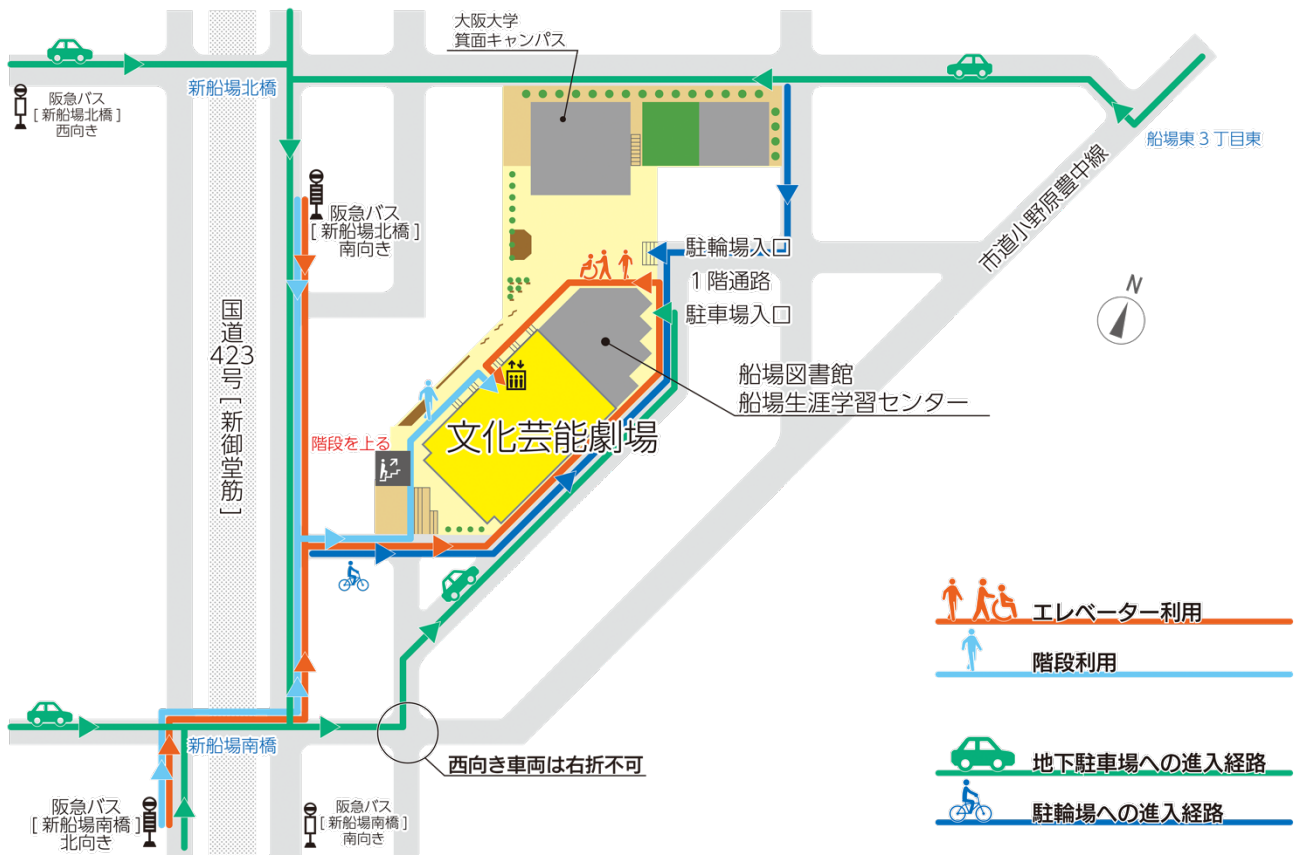 大阪大学
箕面キャンパス
新船場北橋
阪急バス
[ 新船場北橋 ]
西向き
船場東3丁目東
市道小野原豊中線
阪急バス
[ 新船場北橋 ]
南向き
駐輪場入口
1階通路
駐車場入口
N
国道423号[新御堂筋]
船場図書館
船場生涯学習センター
文化芸能劇場
階段を上る
エレベーター利用
階段利用
新船場南橋
西向き車両は右折不可
地下駐車場への進入経路
駐輪場への進入経路
阪急バス
[ 新船場南橋 ]
北向き
阪急バス
[ 新船場南橋 ]
南向き